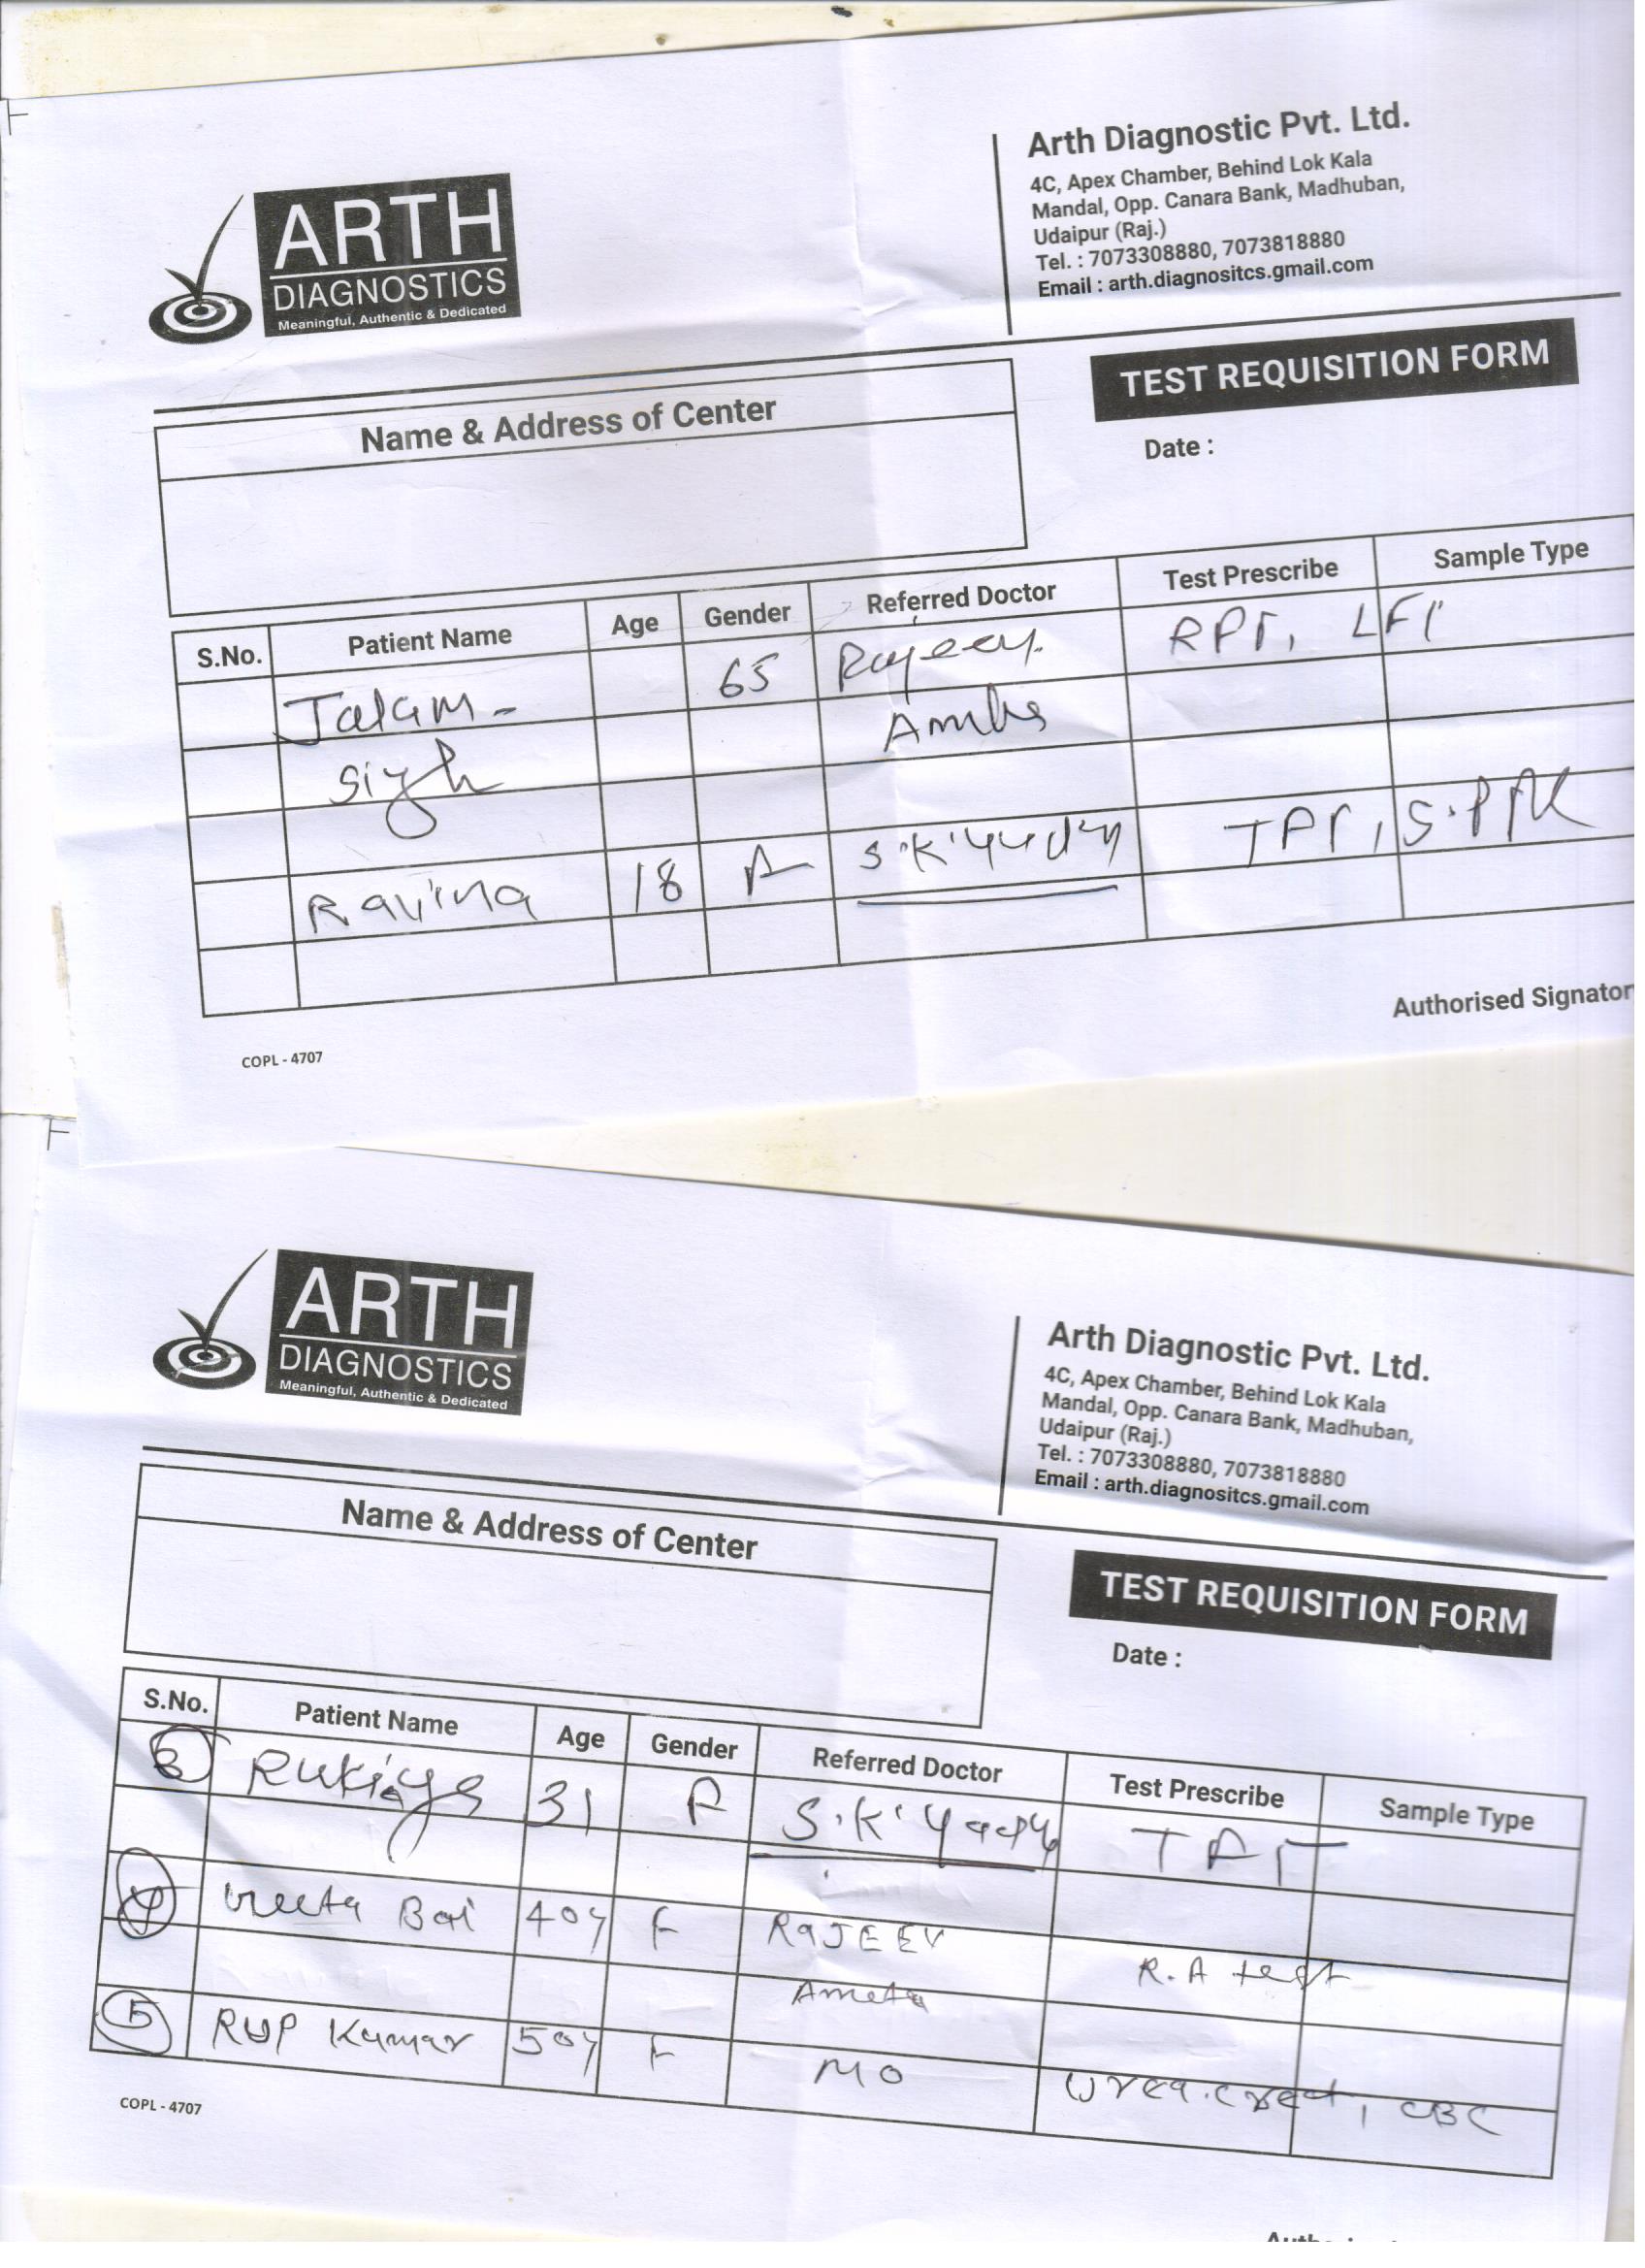 ARTH
DIAGNOSTICS
Meaningful, Authentic & Dedicated
Arth Diagnostic Pvt. Ltd.
4C, Apex Chamber, Behind Lok Kala
Mandal, Opp. Canara Bank, Madhuban,
Udaipur (Raj.)
Tel. : 7073308880, 7073818880
Email : arth.diagnositcs.gmail.com
TEST REQUISITION FORM
Name & Address of Center
Date :
S.No. Patient Name Age Gender Referred Doctor Test Prescribe Sample Type
Jalam- 65 Rajeev RPT, LFT
Singh
Ravina 18 F S.K. Yadav TPT,
Authorised Signator
COPL - 4707
ARTH
DIAGNOSTICS
Meaningful, Authentic & Dedicated
Arth Diagnostic Pvt. Ltd.
4C, Apex Chamber, Behind Lok Kala
Mandal, Opp. Canara Bank, Madhuban,
Udaipur (Raj.)
Tel. : 7073308880, 7073818880
Email : arth.diagnositcs.gmail.com
TEST REQUISITION FORM
Name & Address of Center
Date :
S.No. Patient Name Age Gender Referred Doctor Test Prescribe Sample Type
3 31 F S.K. Yadav
4 Bai 40y F RAJEEV R.A test
Ameta
5 RUP Kumar 50y F MO Urea.creat, CBC
COPL - 4707